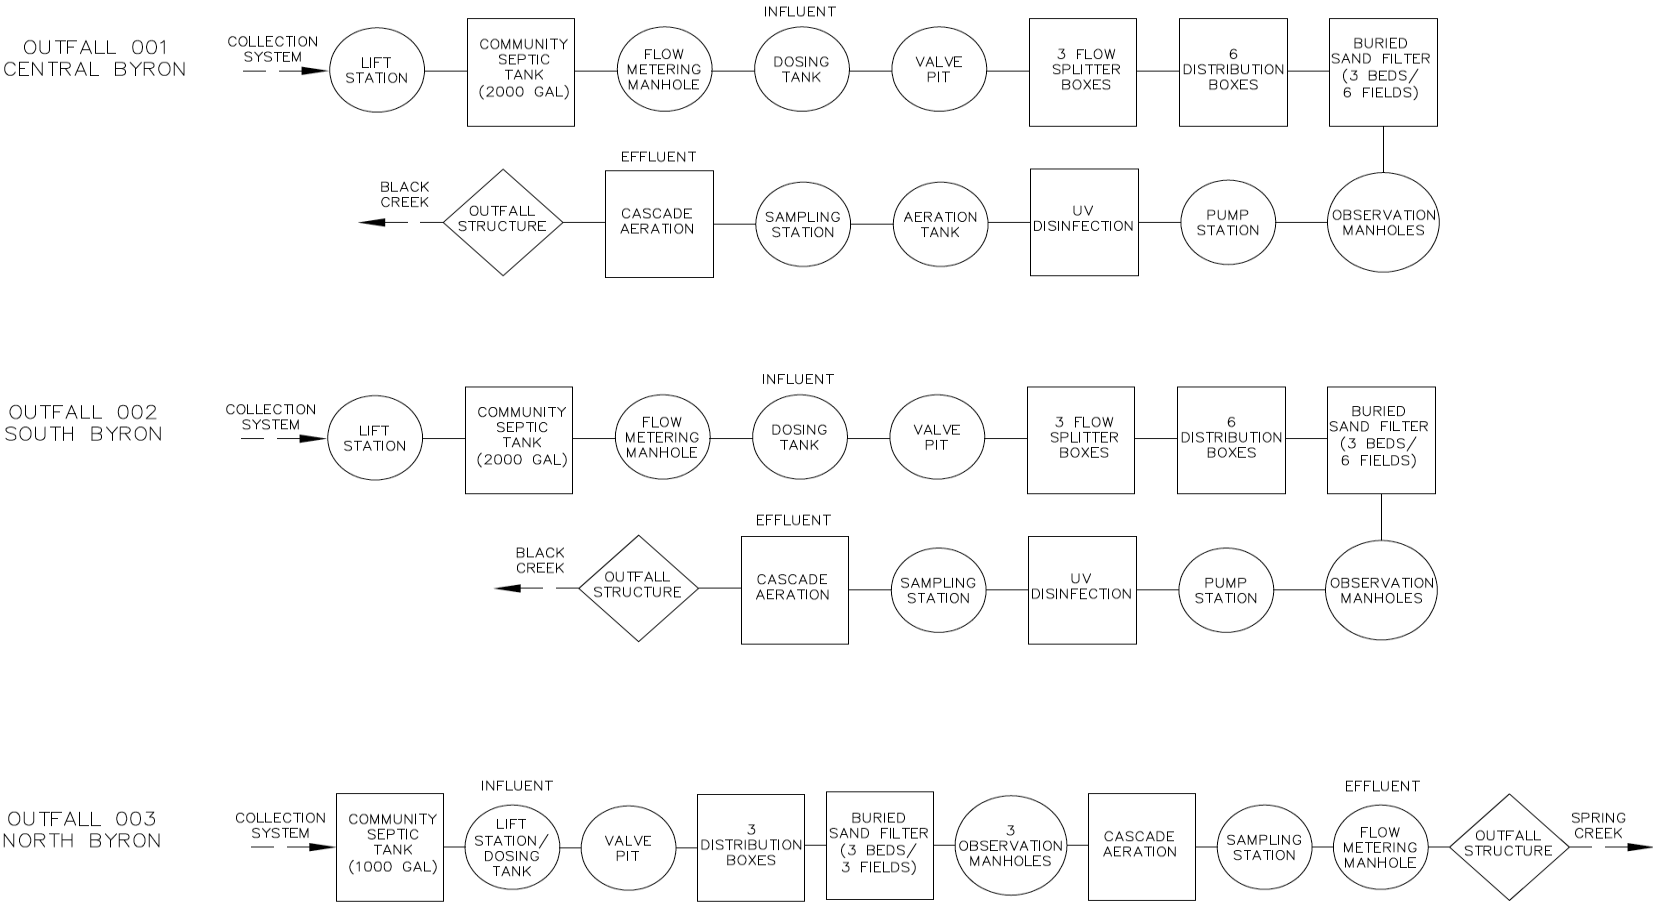 OUTFALL 001
CENTRAL BYRON
COLLECTION
SYSTEM
LIFT
STATION
COMMUNITY
SEPTIC
TANK
(2000 GAL)
FLOW
METERING
MANHOLE
INFLUENT
DOSING
TANK
VALVE
PIT
3 FLOW
SPLITTER
BOXES
6
DISTRIBUTION
BOXES
BURIED
SAND FILTER
(3 BEDS/
6 FIELDS)
BLACK
CREEK
OUTFALL
STRUCTURE
EFFLUENT
CASCADE
AERATION
SAMPLING
STATION
AERATION
TANK
UV
DISINFECTION
PUMP
STATION
OBSERVATION
MANHOLES
OUTFALL 002
SOUTH BYRON
COLLECTION
SYSTEM
LIFT
STATION
COMMUNITY
SEPTIC
TANK
(2000 GAL)
FLOW
METERING
MANHOLE
INFLUENT
DOSING
TANK
VALVE
PIT
3 FLOW
SPLITTER
BOXES
6
DISTRIBUTION
BOXES
BURIED
SAND FILTER
(3 BEDS/
6 FIELDS)
BLACK
CREEK
OUTFALL
STRUCTURE
EFFLUENT
CASCADE
AERATION
SAMPLING
STATION
UV
DISINFECTION
PUMP
STATION
OBSERVATION
MANHOLES
OUTFALL 003
NORTH BYRON
COLLECTION
SYSTEM
COMMUNITY
SEPTIC
TANK
(1000 GAL)
INFLUENT
LIFT
STATION/
DOSING
TANK
VALVE
PIT
3
DISTRIBUTION
BOXES
BURIED
SAND FILTER
(3 BEDS/
3 FIELDS)
3
OBSERVATION
MANHOLES
CASCADE
AERATION
SAMPLING
STATION
EFFLUENT
FLOW
METERING
MANHOLE
OUTFALL
STRUCTURE
SPRING
CREEK